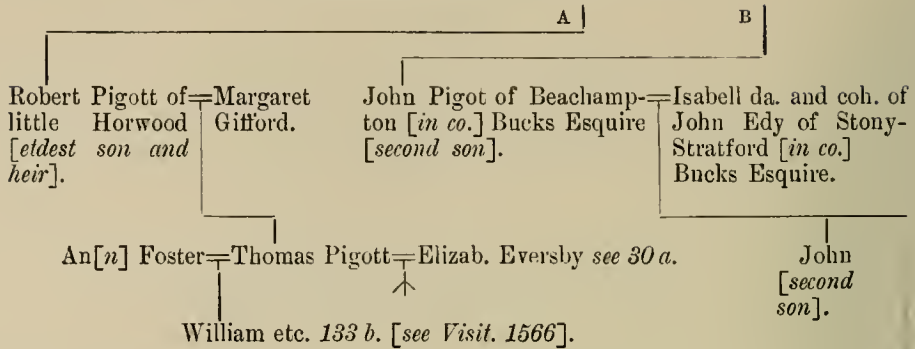 A B
Robert Pigott of=Margaret
little Horwood Gifford.
[etdest son and
heir].
John Pigot of Beachamp-=Isabell da. and coh. of
ton [in co.] Bucks Esquire John Edy of Stony-
[second son]. Stratford [in co.]
Bucks Esquire.
An[n] Foster=Thomas Pigott=Elizab. Eversby see 30 a.
John
[second
son].
William etc. 133 b. [see Visit. 1566].